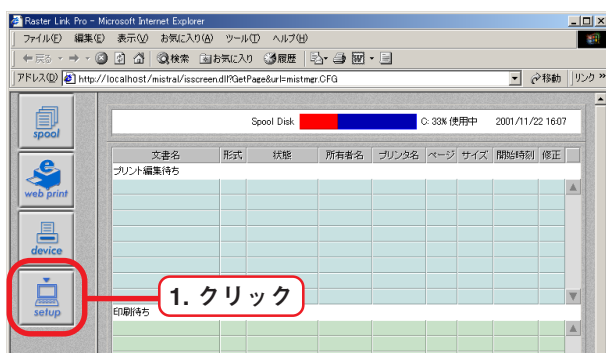 Raster Link Pro - Microsoft Internet Explorer
ファイル(F) 編集(E) 表示(V) お気に入り(A) ツール(T) ヘルプ(H)
戻る 検索 お気に入り 履歴
アドレス(D) http://localhost/mistral/isscreen.dll?GetPage&url=mistmgr.CFG 移動 リンク »
spool
Spool Disk C: 33% 使用中 2001/11/22 16:07
文書名 形式 状態 所有者名 プリンタ名 ページ サイズ 開始時刻 修正
プリント編集待ち
web print
device
setup
1. クリック
印刷待ち